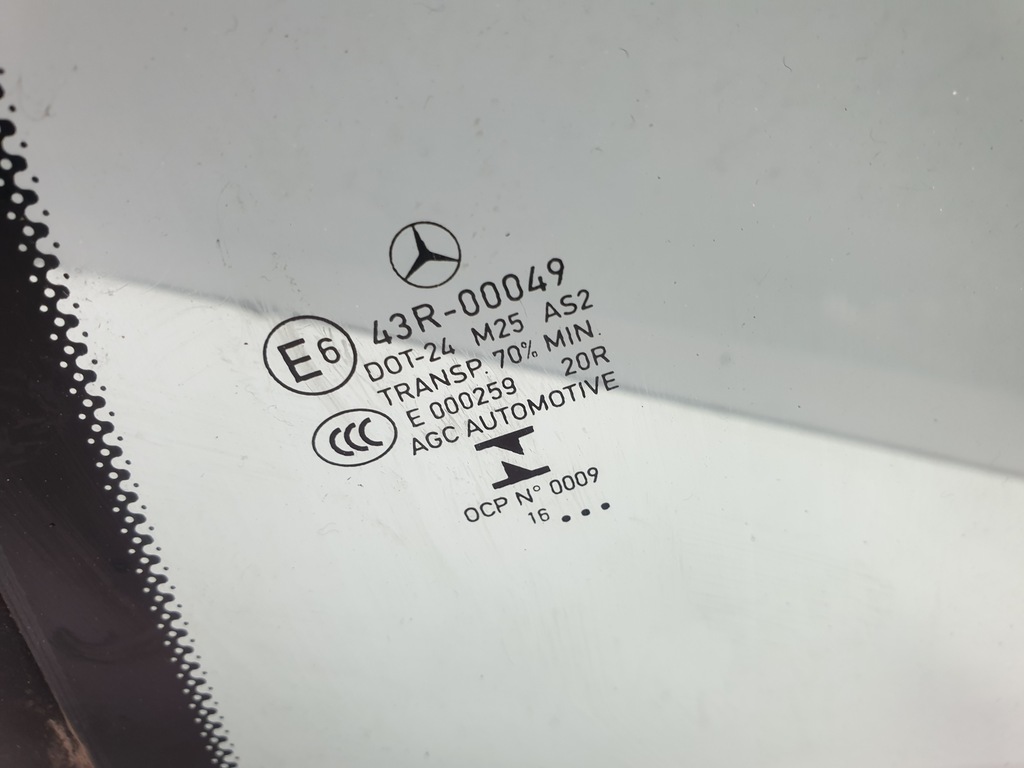 43R-00049
E6 DOT-24 M25 AS2
TRANSP. 70% MIN.
E 000259 20R
CCC AGC AUTOMOTIVE
OCP N° 0009
16 ...